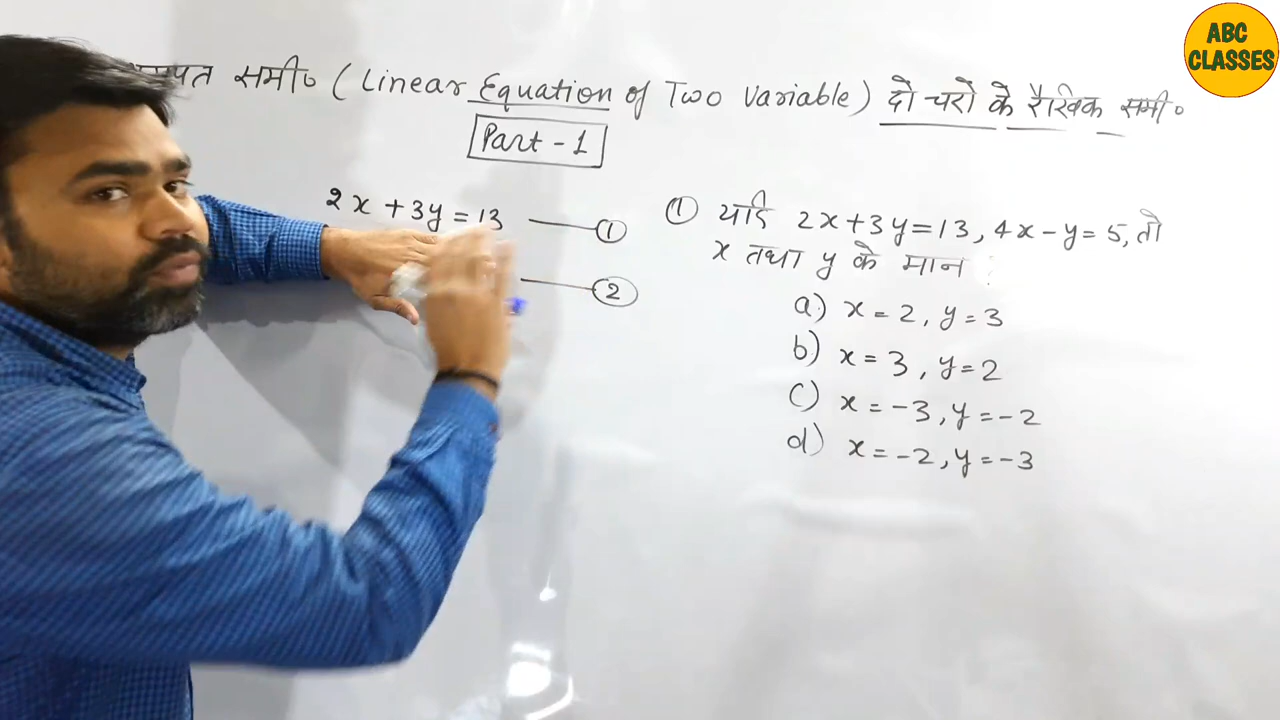 ABC
CLASSES
समी० (Linear Equation of Two Variable) दो चरो के रैखिक समी०
Part - 1
2x + 3y = 13 —— ①
—— ②
① यदि 2x + 3y = 13, 4x - y = 5, तो
x तथा y के मान
a) x = 2, y = 3
b) x = 3, y = 2
c) x = -3, y = -2
d) x = -2, y = -3